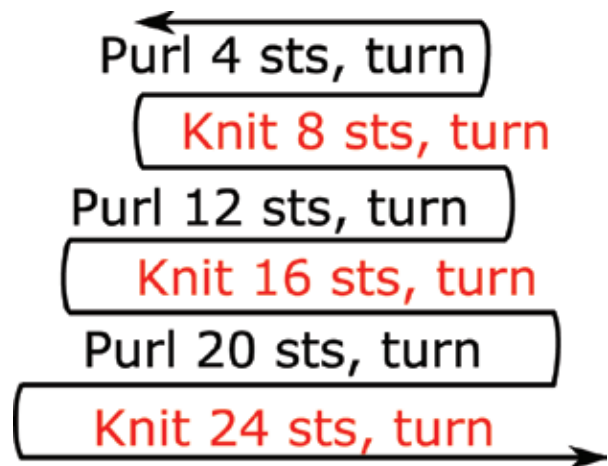 Purl 4 sts, turn
Knit 8 sts, turn
Purl 12 sts, turn
Knit 16 sts, turn
Purl 20 sts, turn
Knit 24 sts, turn